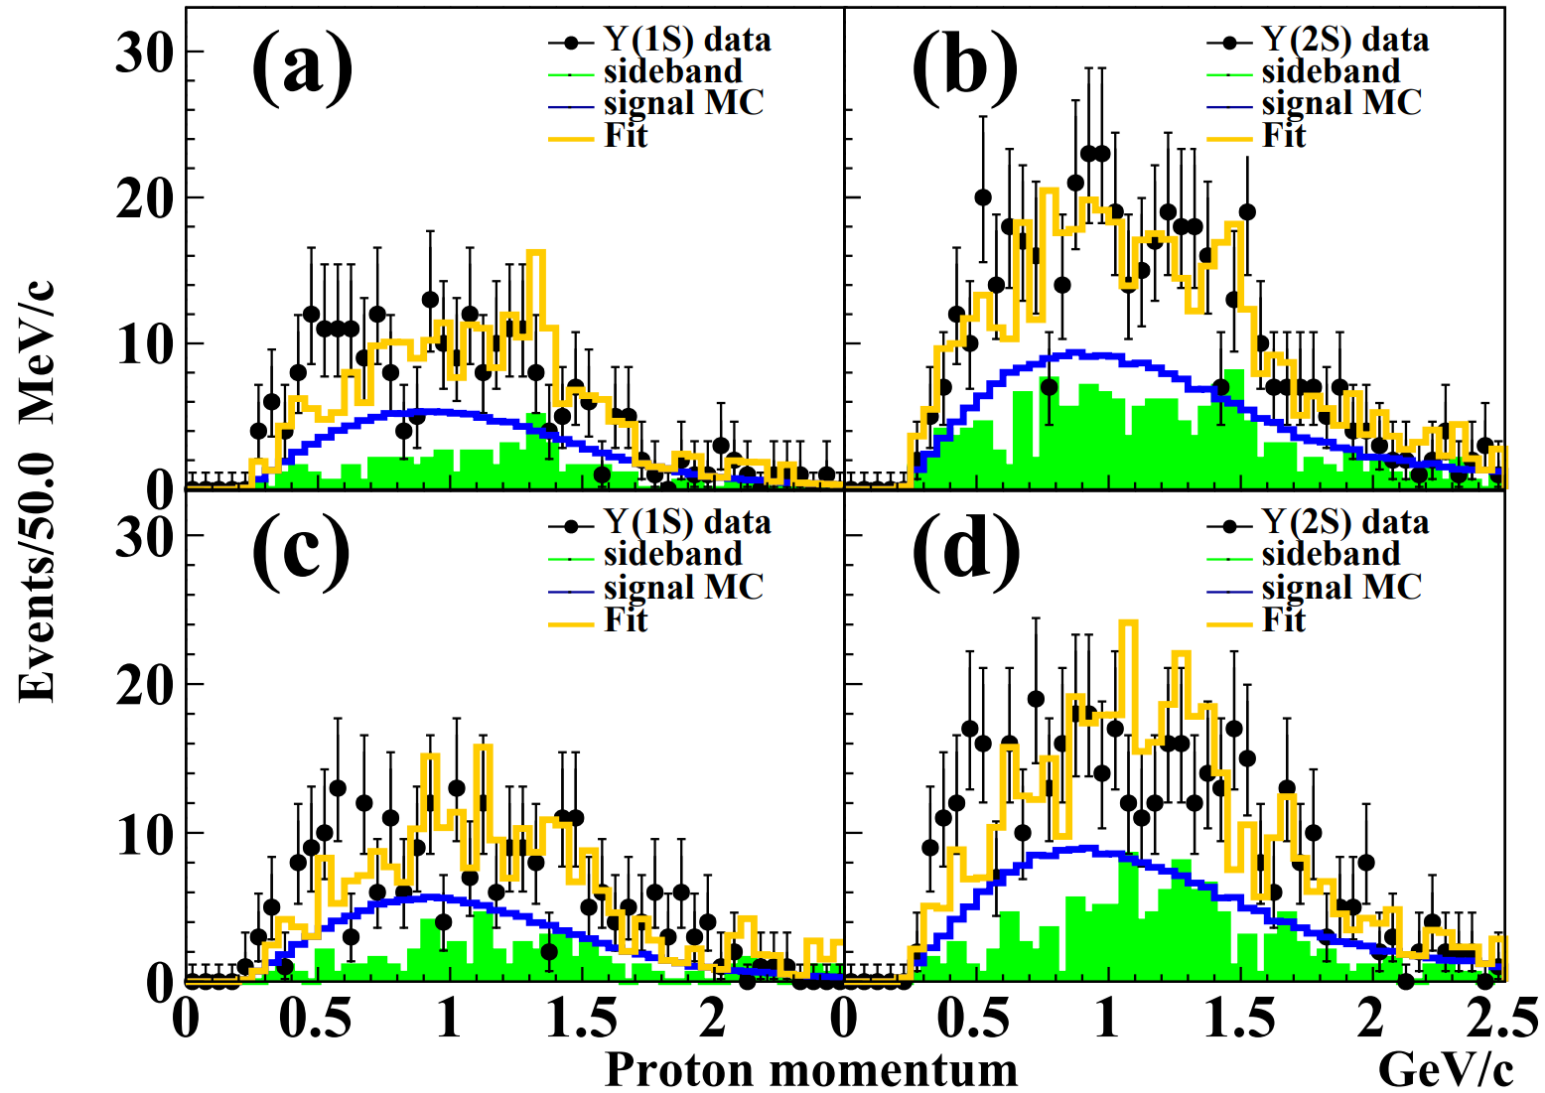 (a)
ϒ(1S) data
sideband
signal MC
Fit
(b)
ϒ(2S) data
sideband
signal MC
Fit
30
20
10
0
(c)
ϒ(1S) data
sideband
signal MC
Fit
(d)
ϒ(2S) data
sideband
signal MC
Fit
30
20
10
0
Events/50.0 MeV/c
0 0.5 1 1.5 2 0 0.5 1 1.5 2 2.5
Proton momentum GeV/c